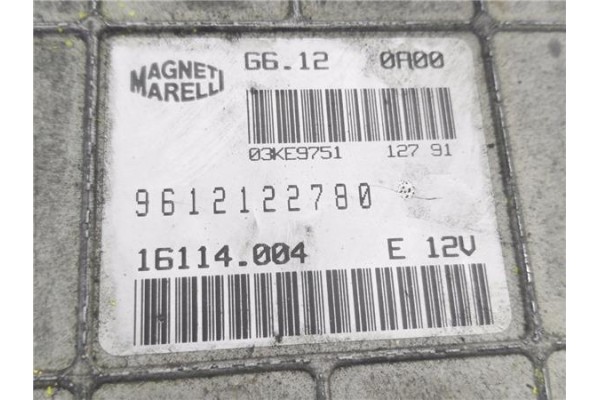 MAGNETI MARELLI G6.12 0A00
03KE9751 127 91
9612122780
16114.004 E 12V